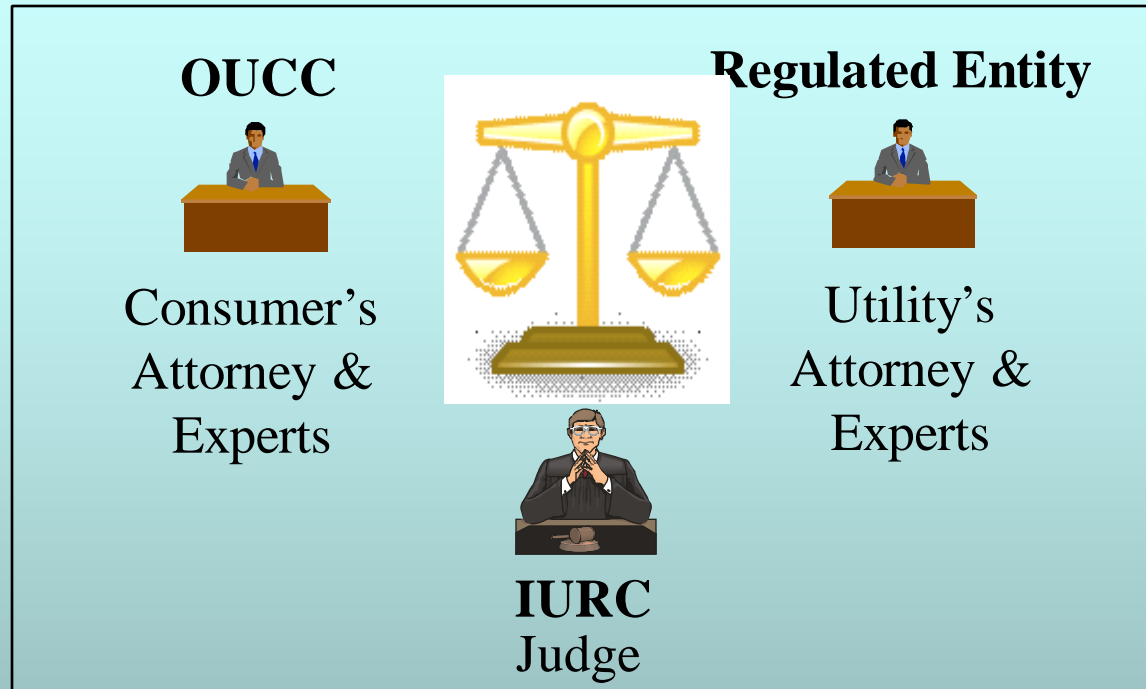 OUCC
Consumer’s
Attorney &
Experts
Regulated Entity
Utility’s
Attorney &
Experts
IURC
Judge